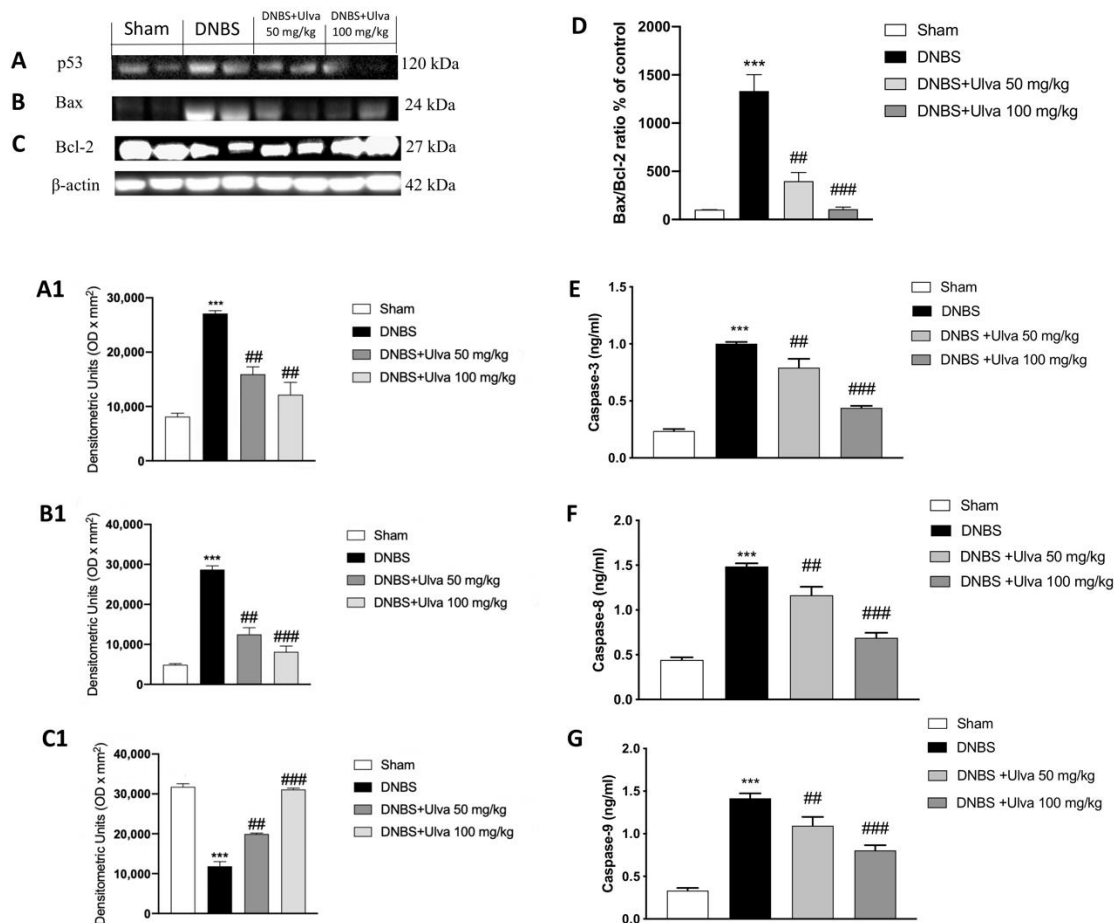 Sham
DNBS
DNBS+Ulva
50 mg/kg
DNBS+Ulva
100 mg/kg
A
p53
120 kDa
B
Bax
24 kDa
C
Bcl-2
27 kDa
β-actin
42 kDa
D
Bax/Bcl-2 ratio % of control
2000
1500
1000
500
0
***
##
###
Sham
DNBS
DNBS+Ulva 50 mg/kg
DNBS+Ulva 100 mg/kg
A1
Densitometric Units (OD x mm²)
30,000
20,000
10,000
0
***
##
##
Sham
DNBS
DNBS+Ulva 50 mg/kg
DNBS+Ulva 100 mg/kg
E
Caspase-3 (ng/ml)
1.5
1.0
0.5
0.0
***
##
###
Sham
DNBS
DNBS +Ulva 50 mg/kg
DNBS +Ulva 100 mg/kg
B1
Densitometric Units (OD x mm²)
40,000
30,000
20,000
10,000
0
***
##
###
Sham
DNBS
DNBS+Ulva 50 mg/kg
DNBS+Ulva 100 mg/kg
F
Caspase-8 (ng/ml)
2.0
1.5
1.0
0.5
0.0
***
##
###
Sham
DNBS
DNBS +Ulva 50 mg/kg
DNBS +Ulva 100 mg/kg
C1
Densitometric Units (OD x mm²)
40,000
30,000
20,000
10,000
0
***
##
###
Sham
DNBS
DNBS+Ulva 50 mg/kg
DNBS+Ulva 100 mg/kg
G
Caspase-9 (ng/ml)
2.0
1.5
1.0
0.5
0.0
***
##
###
Sham
DNBS
DNBS +Ulva 50 mg/kg
DNBS +Ulva 100 mg/kg